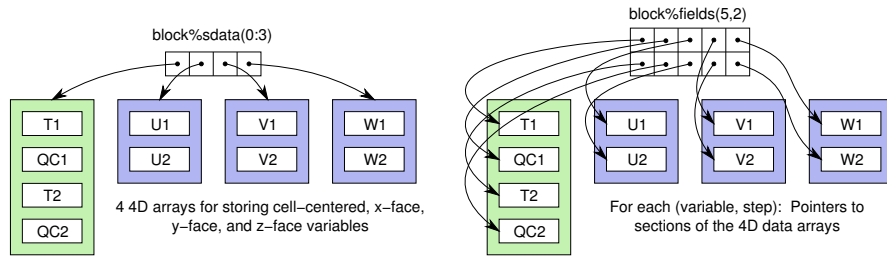 block%sdata(0:3)
T1
QC1
T2
QC2
U1
U2
V1
V2
W1
W2
4 4D arrays for storing cell−centered, x−face,
y−face, and z−face variables
block%fields(5,2)
T1
QC1
T2
QC2
U1
U2
V1
V2
W1
W2
For each (variable, step): Pointers to
sections of the 4D data arrays